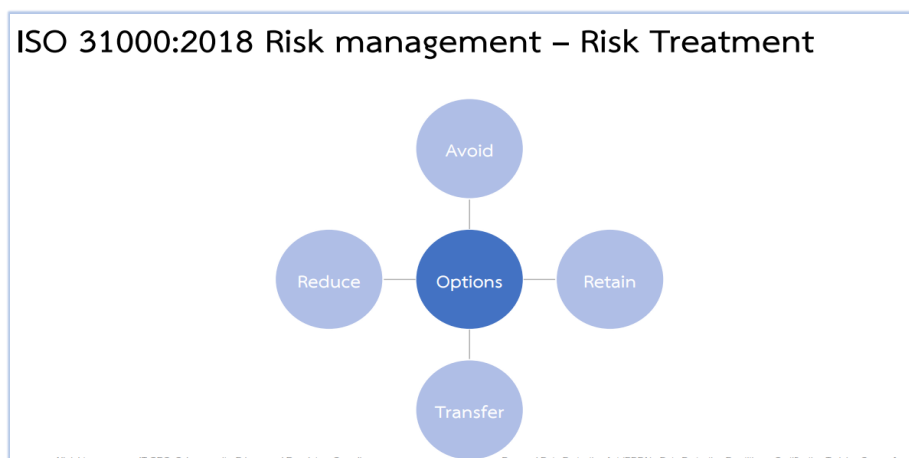 ISO 31000:2018 Risk management – Risk Treatment
Avoid
Reduce
Options
Retain
Transfer